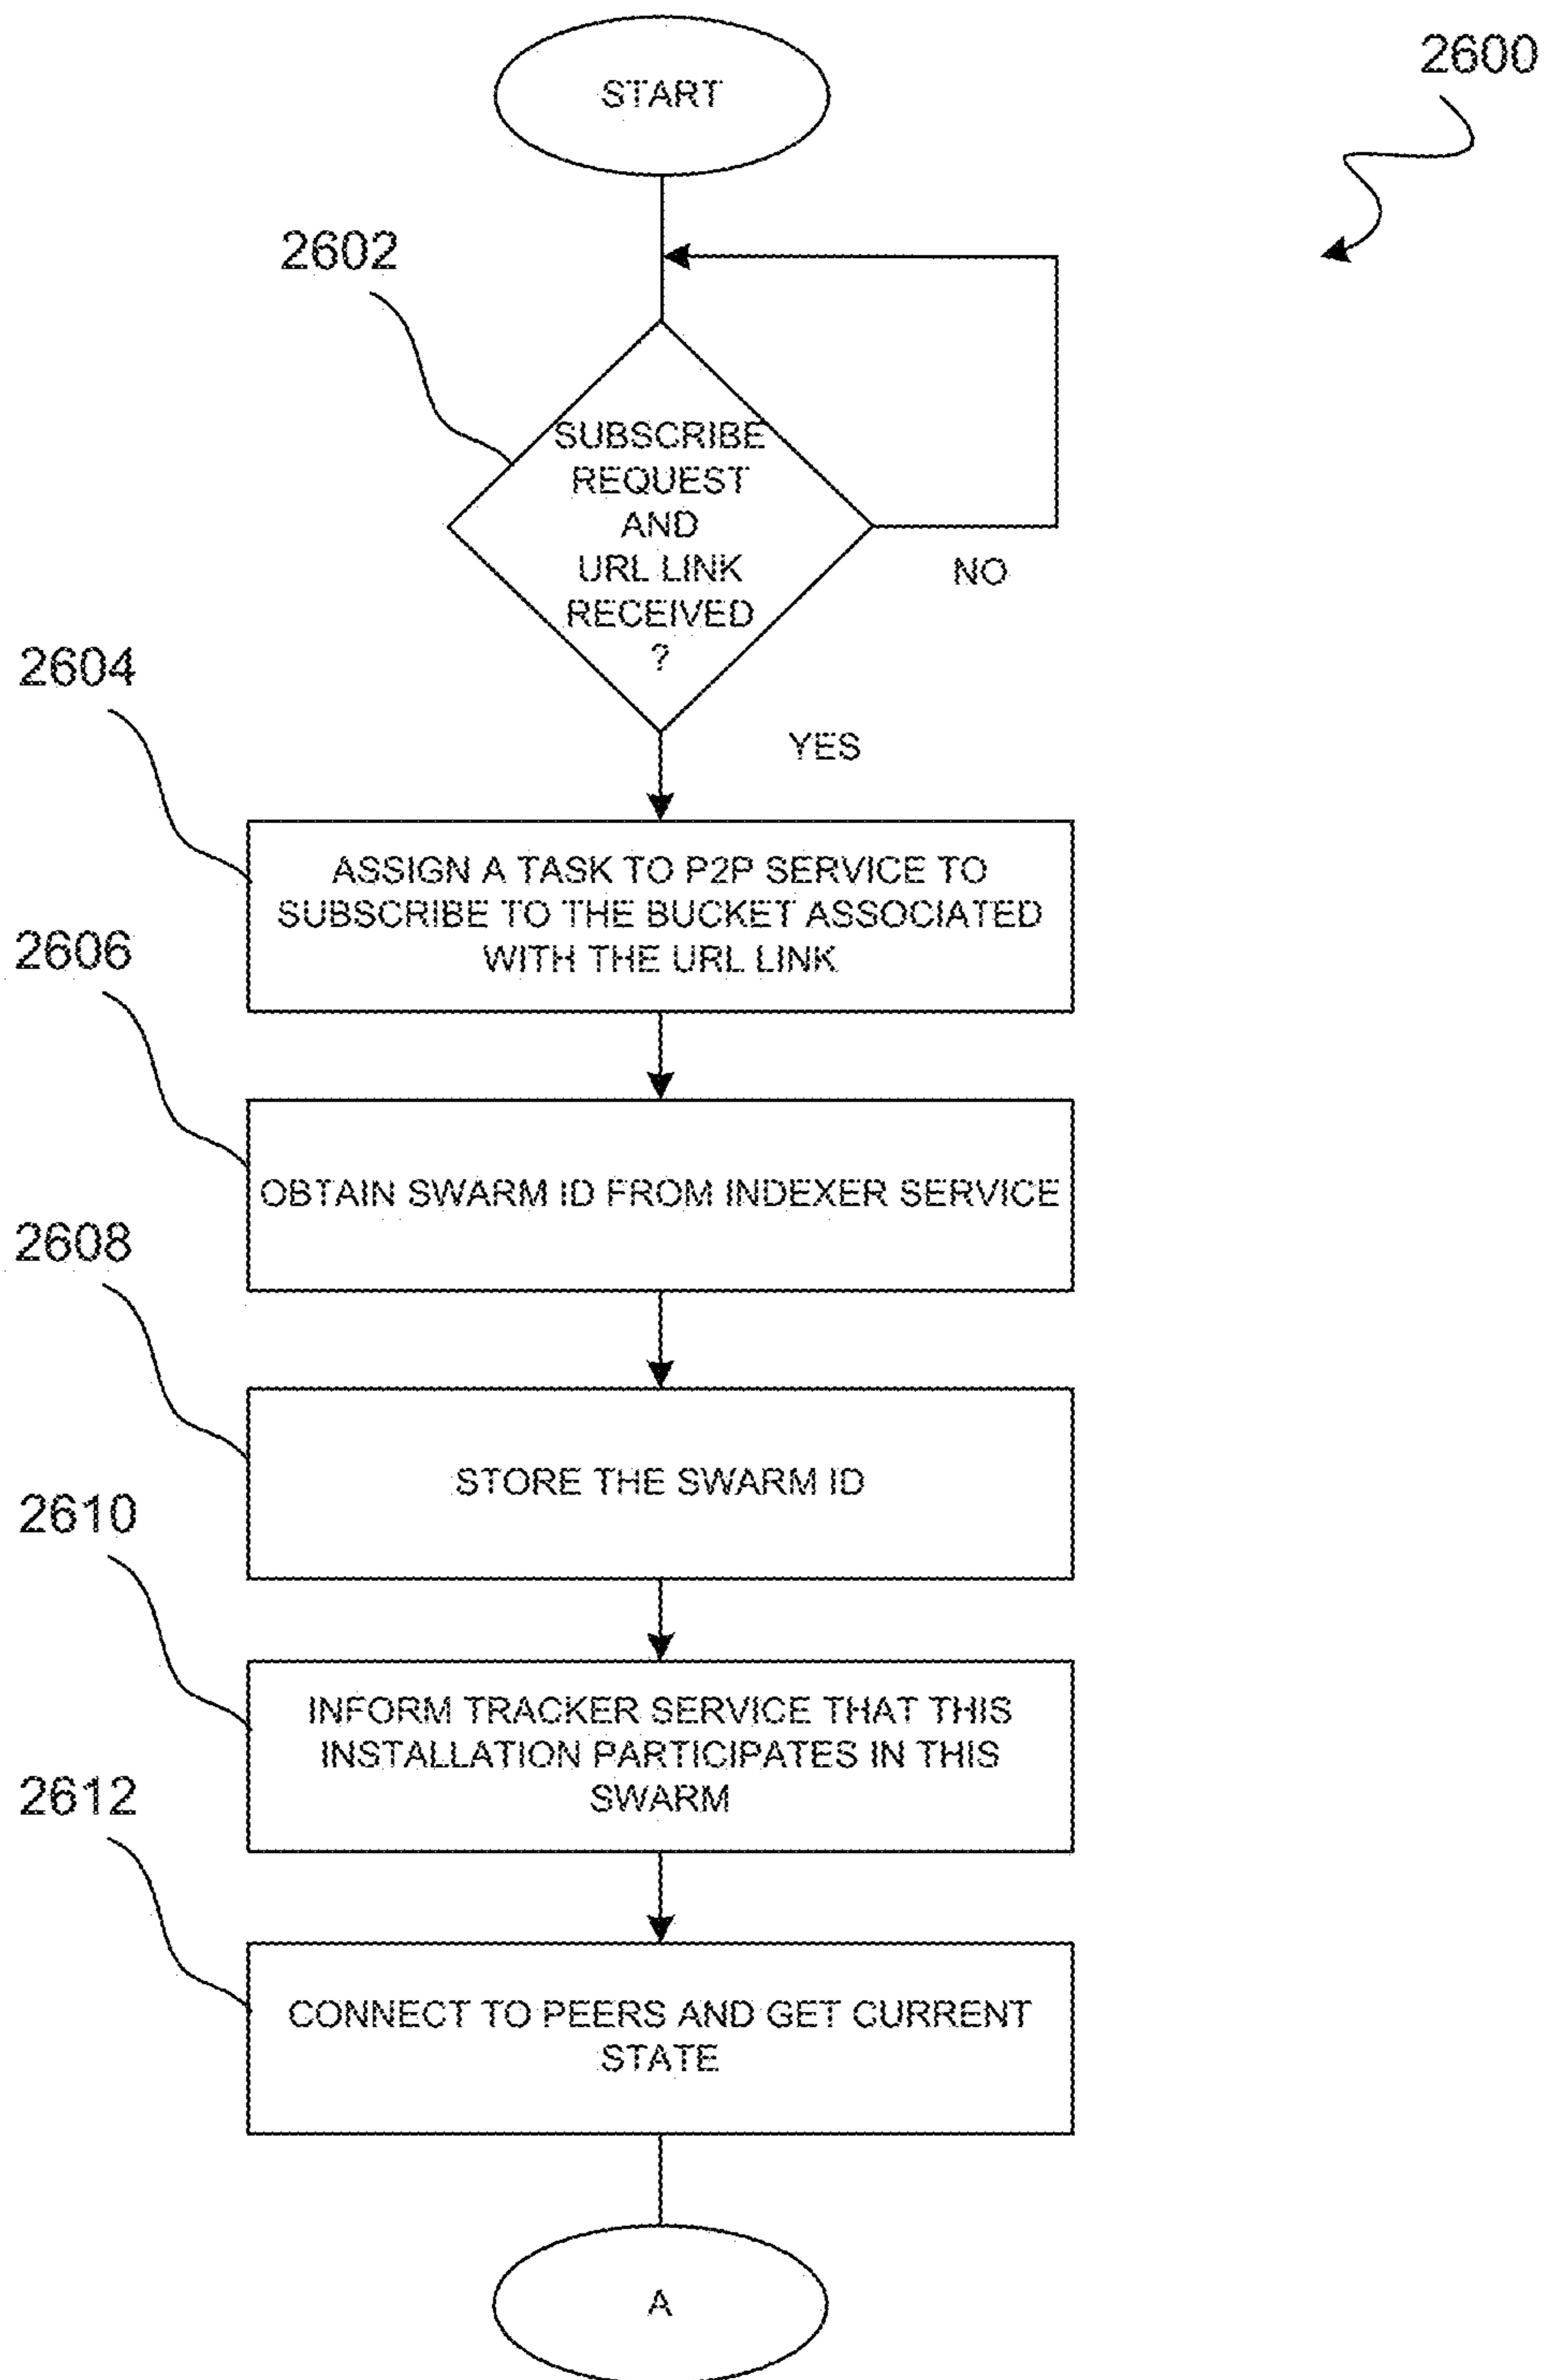 START
2600
2602
SUBSCRIBE
REQUEST
AND
URL LINK
RECEIVED
?
NO
YES
2604
ASSIGN A TASK TO P2P SERVICE TO
SUBSCRIBE TO THE BUCKET ASSOCIATED
WITH THE URL LINK
2606
OBTAIN SWARM ID FROM INDEXER SERVICE
2608
STORE THE SWARM ID
2610
INFORM TRACKER SERVICE THAT THIS
INSTALLATION PARTICIPATES IN THIS
SWARM
2612
CONNECT TO PEERS AND GET CURRENT
STATE
A